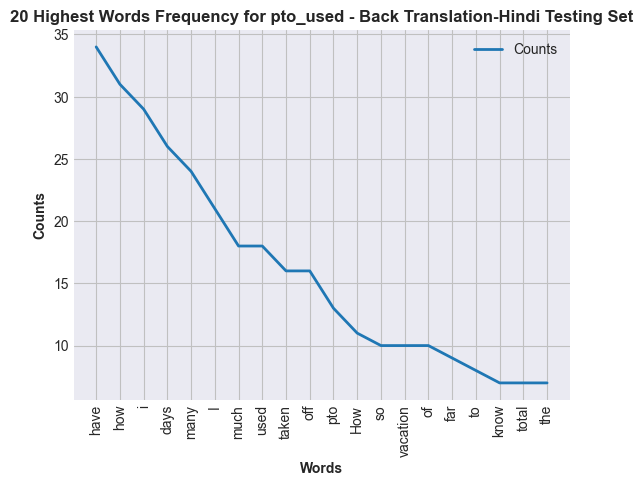 20 Highest Words Frequency for pto_used - Back Translation-Hindi Testing Set
Counts
35
30
25
20
15
10
Counts
have
how
i
days
many
I
much
used
taken
off
pto
How
so
vacation
of
far
to
know
total
the
Words